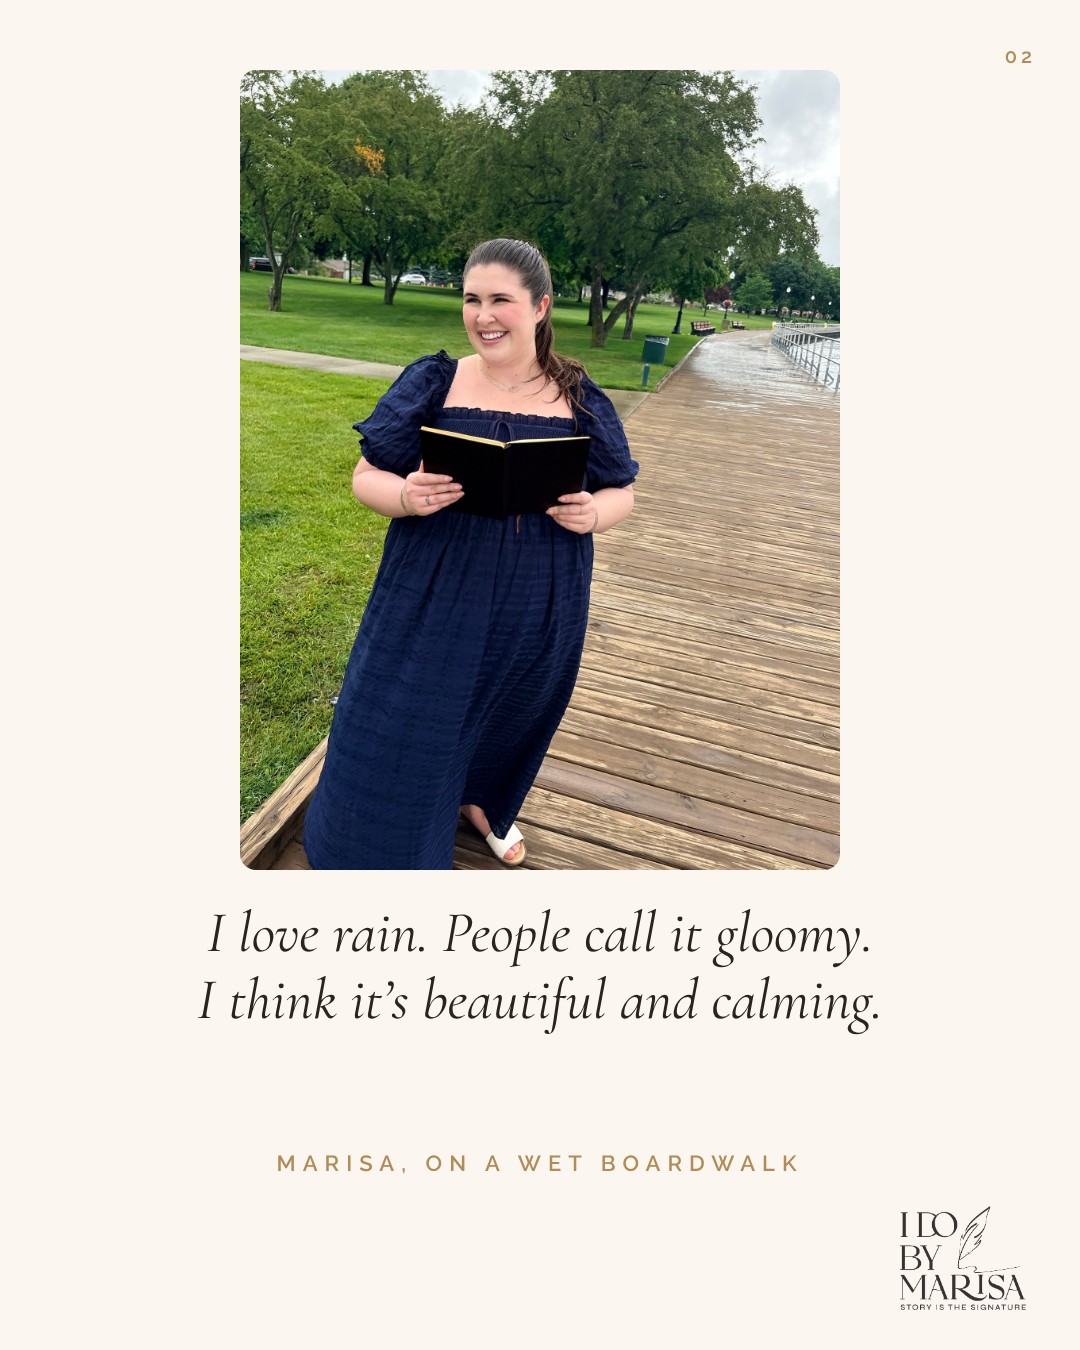 02
I love rain. People call it gloomy.
I think it’s beautiful and calming.
MARISA, ON A WET BOARDWALK
I DO
BY
MARISA
STORY IS THE SIGNATURE